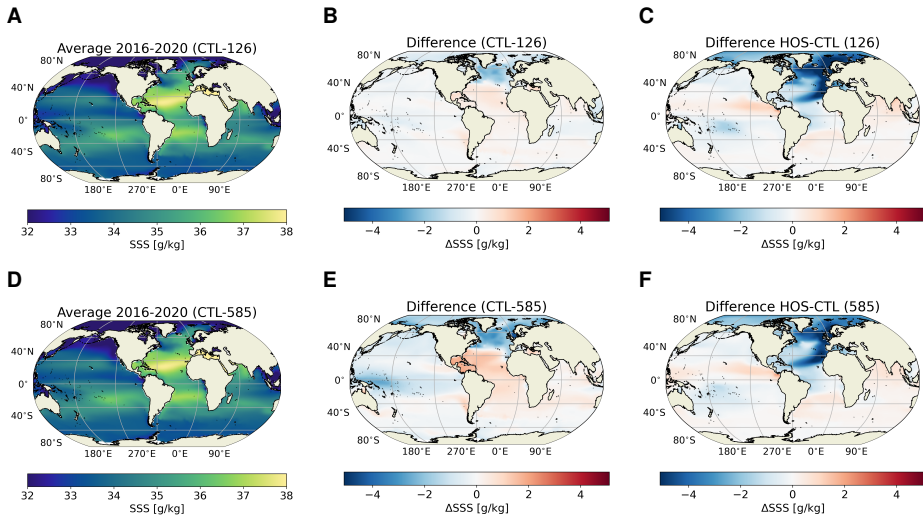 A
B
C
Average 2016-2020 (CTL-126)
Difference (CTL-126)
Difference HOS-CTL (126)
80°N
40°N
0°
40°S
80°S
180°E 270°E 0°E 90°E
80°N
40°N
0°
40°S
80°S
180°E 270°E 0°E 90°E
80°N
40°N
0°
40°S
80°S
180°E 270°E 0°E 90°E
32 33 34 35 36 37 38
SSS [g/kg]
−4 −2 0 2 4
ΔSSS [g/kg]
−4 −2 0 2 4
ΔSSS [g/kg]
D
E
F
Average 2016-2020 (CTL-585)
Difference (CTL-585)
Difference HOS-CTL (585)
80°N
40°N
0°
40°S
80°S
180°E 270°E 0°E 90°E
80°N
40°N
0°
40°S
80°S
180°E 270°E 0°E 90°E
80°N
40°N
0°
40°S
80°S
180°E 270°E 0°E 90°E
32 33 34 35 36 37 38
SSS [g/kg]
−4 −2 0 2 4
ΔSSS [g/kg]
−4 −2 0 2 4
ΔSSS [g/kg]